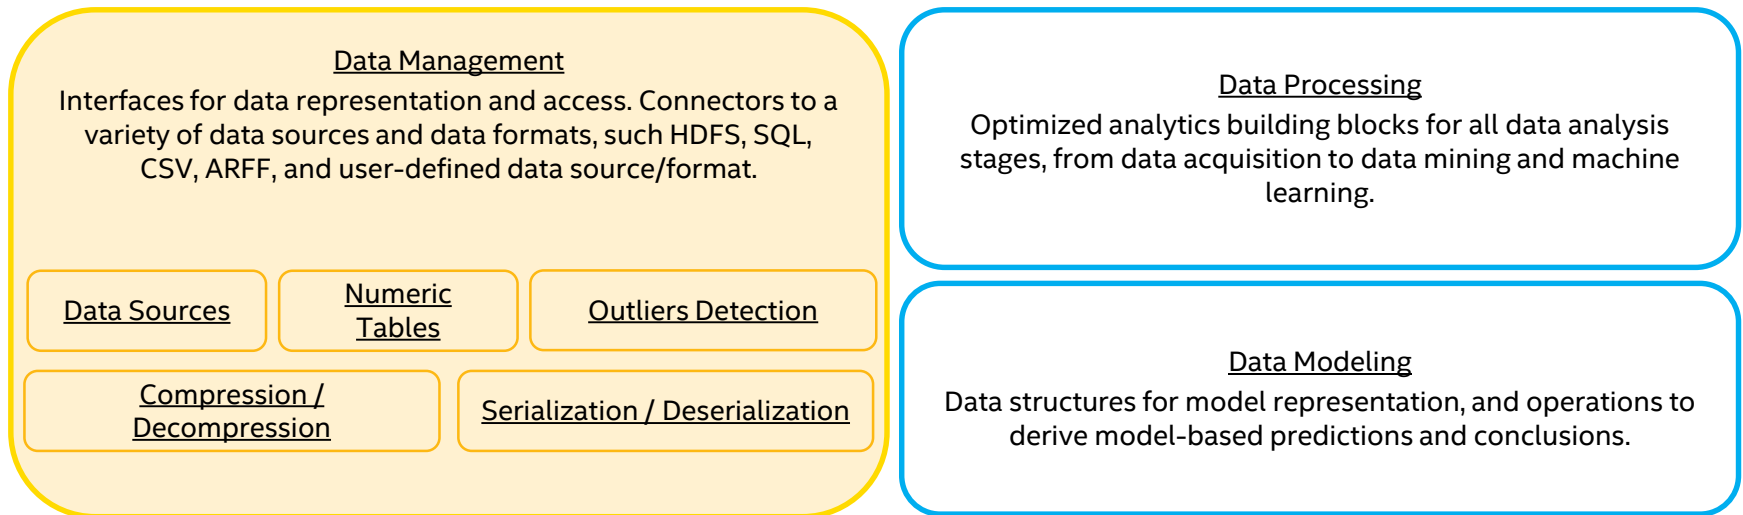 Data Management
Interfaces for data representation and access. Connectors to a
variety of data sources and data formats, such HDFS, SQL,
CSV, ARFF, and user-defined data source/format.
Data Sources
Numeric
Tables
Outliers Detection
Compression /
Decompression
Serialization / Deserialization
Data Processing
Optimized analytics building blocks for all data analysis
stages, from data acquisition to data mining and machine
learning.
Data Modeling
Data structures for model representation, and operations to
derive model-based predictions and conclusions.